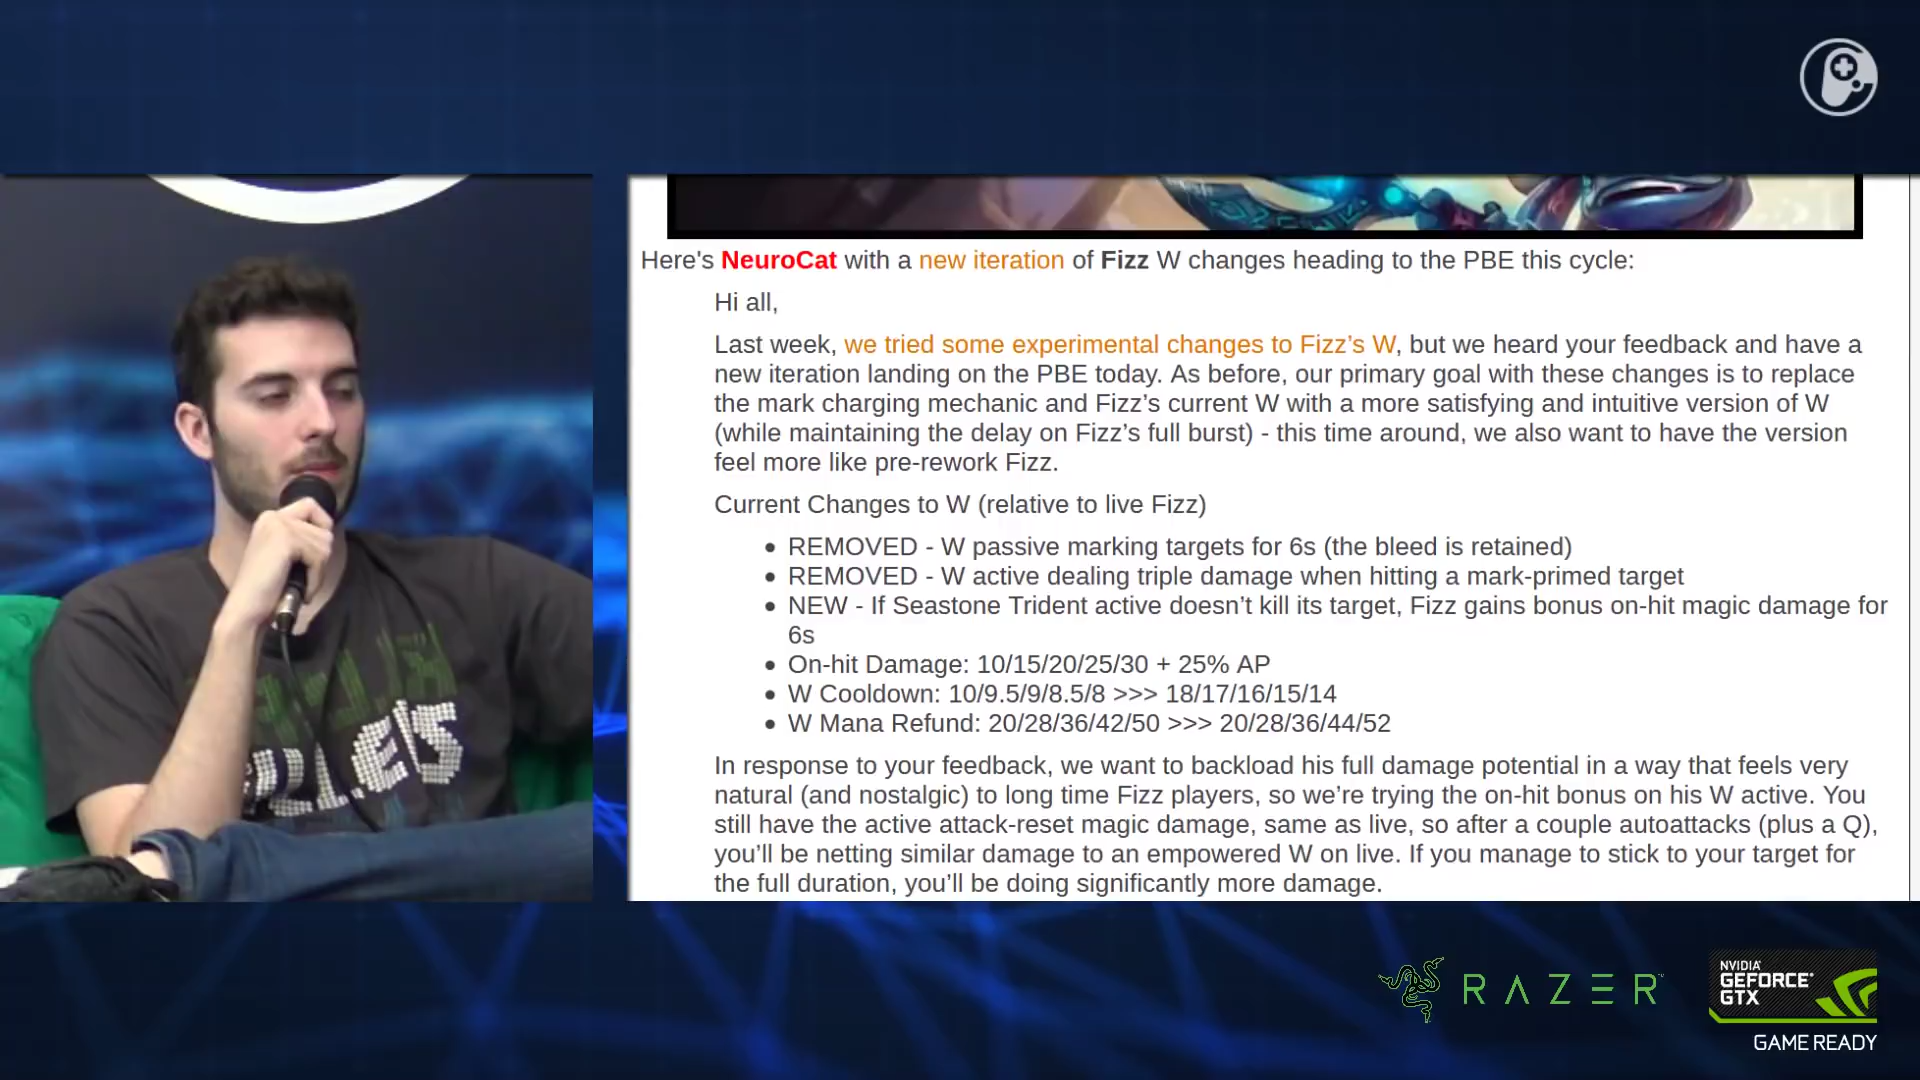 Here's NeuroCat with a new iteration of Fizz W changes heading to the PBE this cycle:
Hi all,
Last week, we tried some experimental changes to Fizz’s W, but we heard your feedback and have a
new iteration landing on the PBE today. As before, our primary goal with these changes is to replace
the mark charging mechanic and Fizz’s current W with a more satisfying and intuitive version of W
(while maintaining the delay on Fizz’s full burst) - this time around, we also want to have the version
feel more like pre-rework Fizz.
Current Changes to W (relative to live Fizz)
• REMOVED - W passive marking targets for 6s (the bleed is retained)
• REMOVED - W active dealing triple damage when hitting a mark-primed target
• NEW - If Seastone Trident active doesn’t kill its target, Fizz gains bonus on-hit magic damage for
6s
• On-hit Damage: 10/15/20/25/30 + 25% AP
• W Cooldown: 10/9.5/9/8.5/8 >>> 18/17/16/15/14
• W Mana Refund: 20/28/36/42/50 >>> 20/28/36/44/52
In response to your feedback, we want to backload his full damage potential in a way that feels very
natural (and nostalgic) to long time Fizz players, so we’re trying the on-hit bonus on his W active. You
still have the active attack-reset magic damage, same as live, so after a couple autoattacks (plus a Q),
you’ll be netting similar damage to an empowered W on live. If you manage to stick to your target for
the full duration, you’ll be doing significantly more damage.
RAZER
NVIDIA
GEFORCE
GTX
GAME READY